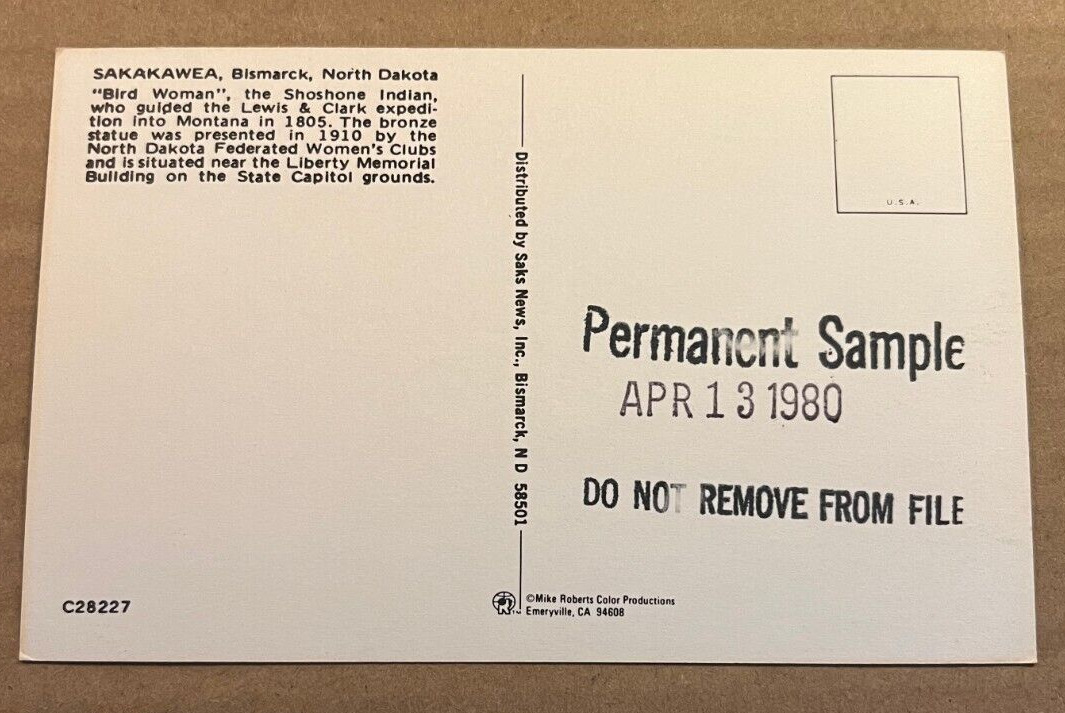 SAKAKAWEA, Bismarck, North Dakota
"Bird Woman", the Shoshone Indian,
who guided the Lewis & Clark expedi-
tion into Montana in 1805. The bronze
statue was presented in 1910 by the
North Dakota Federated Women's Clubs
and is situated near the Liberty Memorial
Building on the State Capitol grounds.
C28227
Distributed by Saks News, Inc., Bismarck, N D 58501
U.S.A.
Permanent Sample
APR 13 1980
DO NOT REMOVE FROM FILE
©Mike Roberts Color Productions
Emeryville, CA 94608